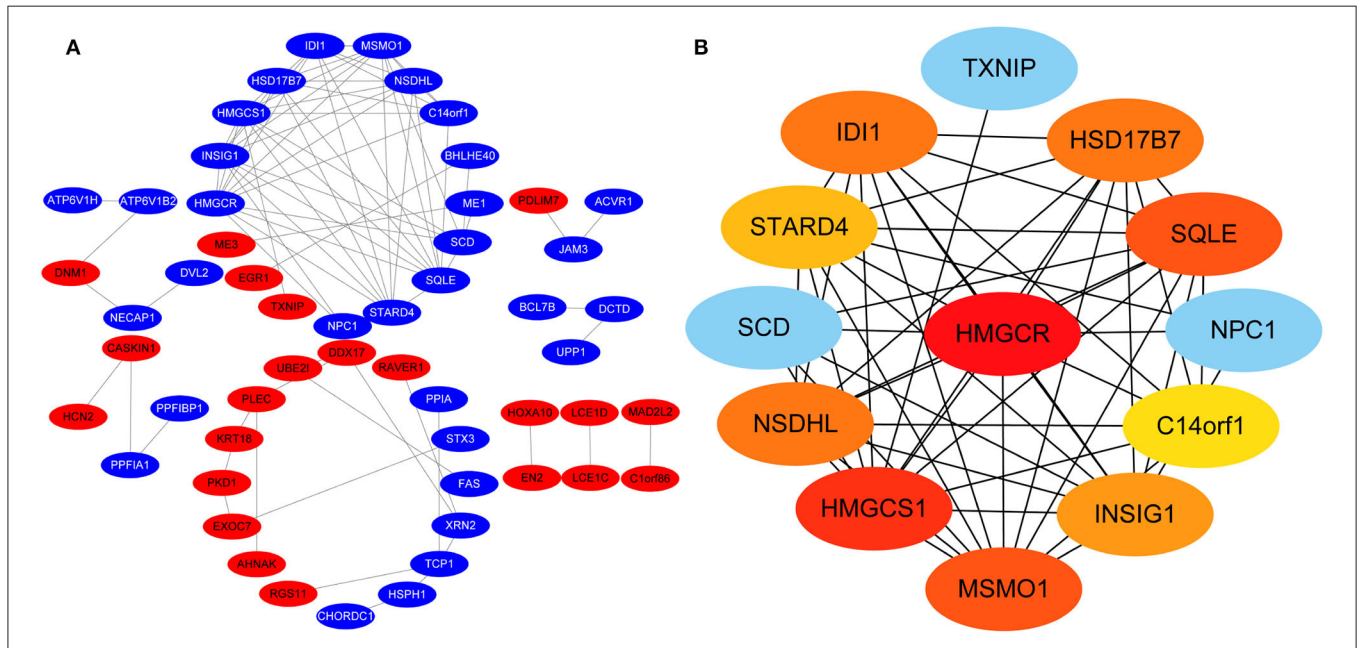 A
IDI1
MSMO1
HSD17B7
NSDHL
HMGCS1
C14orf1
INSIG1
BHLHE40
ATP6V1H
ATP6V1B2
HMGCR
ME1
PDLIM7
ACVR1
ME3
SCD
JAM3
DNM1
DVL2
EGR1
SQLE
TXNIP
STARD4
NECAP1
NPC1
BCL7B
DCTD
CASKIN1
DDX17
UPP1
UBE2i
RAVER1
PLEC
PPIA
HCN2
PPFIBP1
HOXA10
LCE1D
MAD2L2
KRT18
STX3
PPFIA1
PKD1
FAS
EN2
LCE1C
C1orf86
EXOC7
XRN2
AHNAK
TCP1
RGS11
HSPH1
CHORDC1
B
TXNIP
IDI1
HSD17B7
STARD4
SQLE
SCD
HMGCR
NPC1
NSDHL
C14orf1
HMGCS1
INSIG1
MSMO1